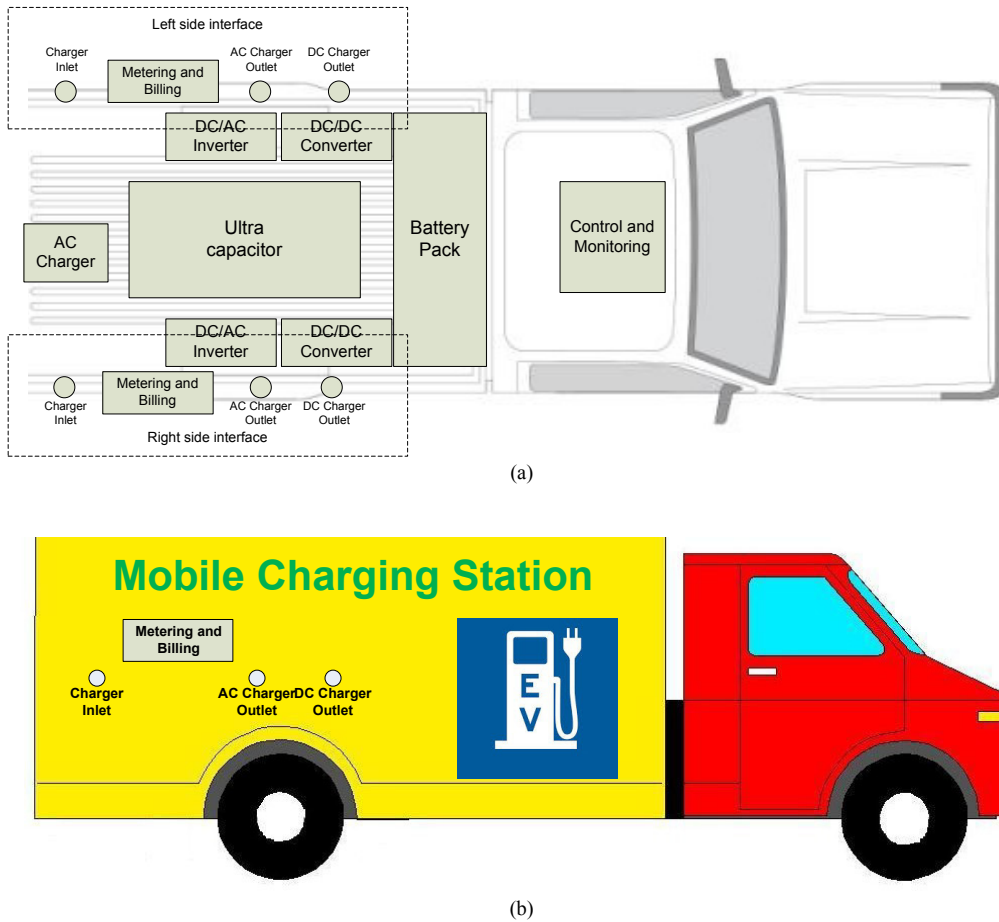 Left side interface
Charger
Inlet
Metering and
Billing
AC Charger
Outlet
DC Charger
Outlet
DC/AC
Inverter
DC/DC
Converter
AC
Charger
Ultra
capacitor
Battery
Pack
Control and
Monitoring
DC/AC
Inverter
DC/DC
Converter
Charger
Inlet
Metering and
Billing
AC Charger
Outlet
DC Charger
Outlet
Right side interface
(a)
Mobile Charging Station
Metering and
Billing
Charger
Inlet
AC Charger
Outlet
DC Charger
Outlet
E
V
(b)